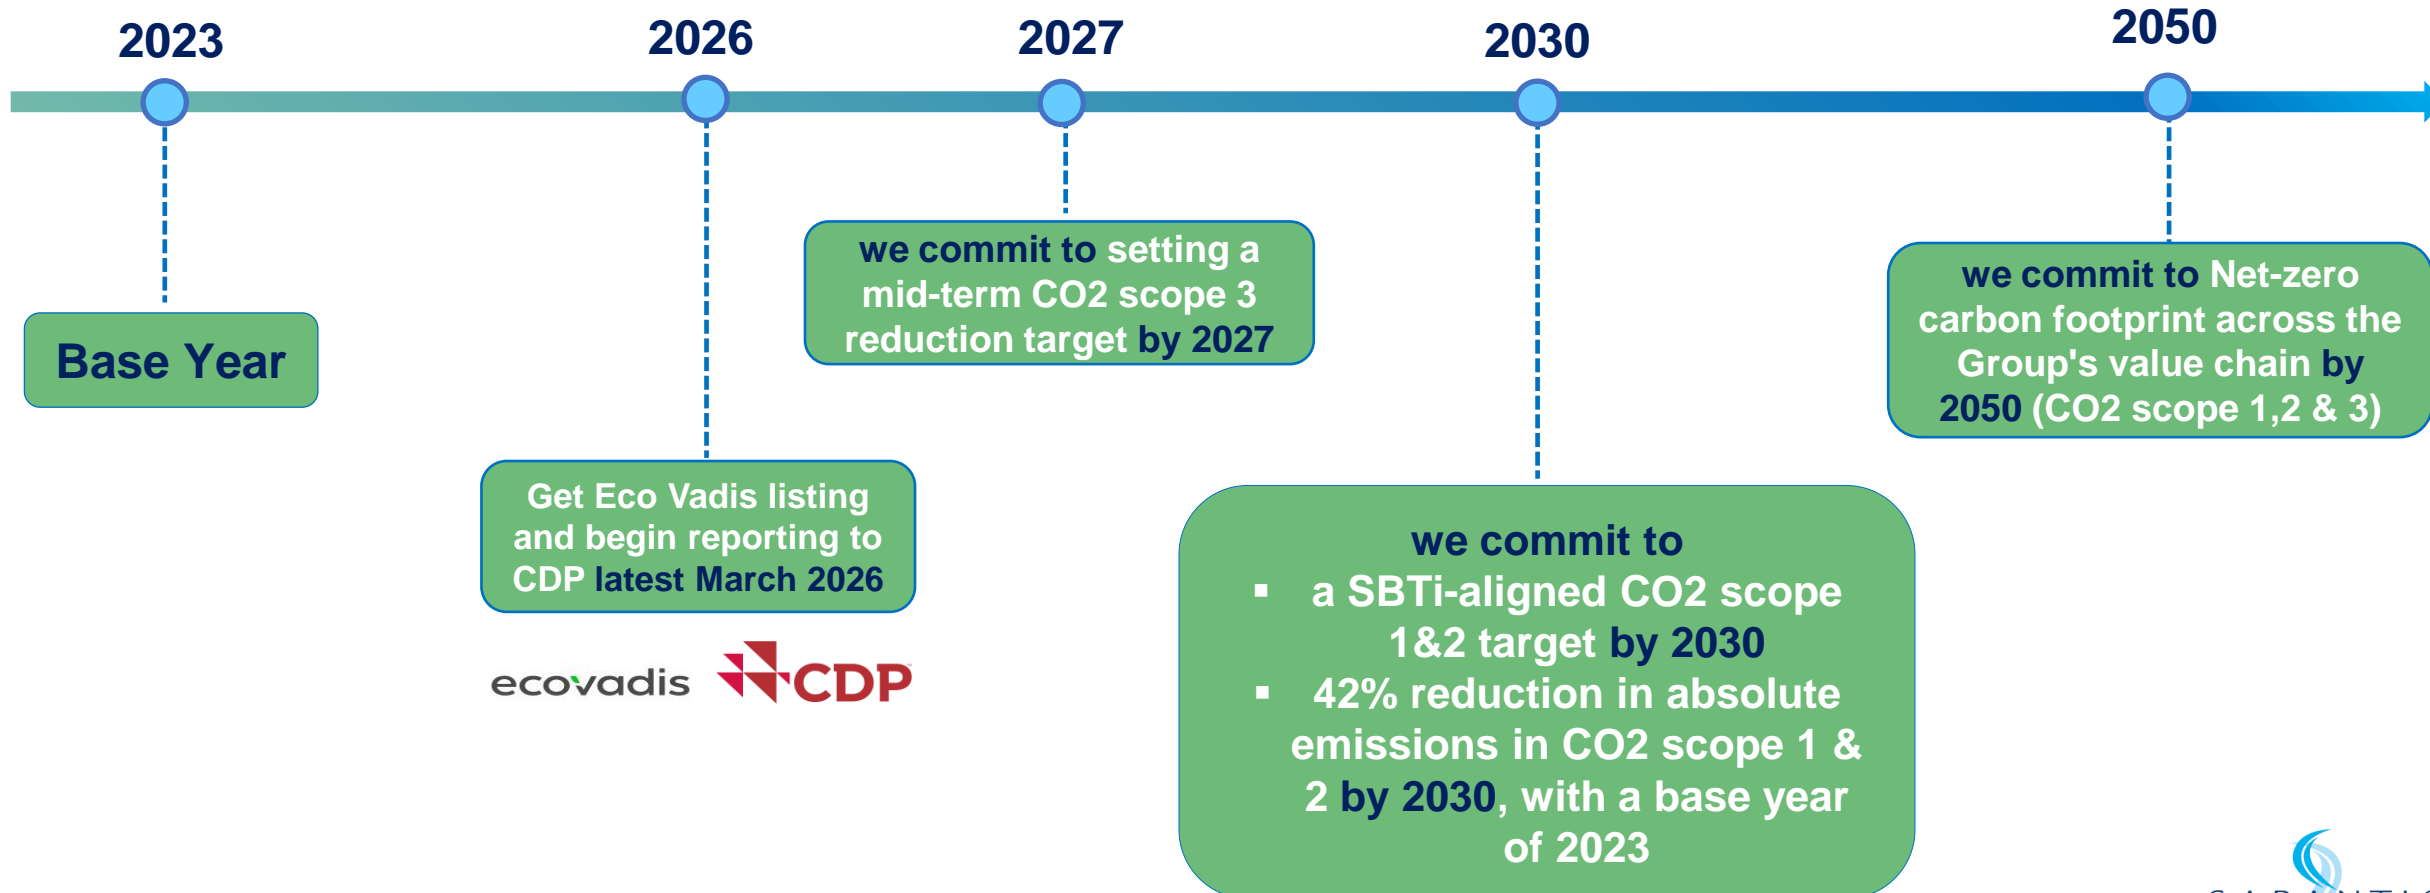 2023
2026
2027
2030
2050
Base Year
Get Eco Vadis listing
and begin reporting to
CDP latest March 2026
ecovadis
CDP
we commit to setting a
mid-term CO2 scope 3
reduction target by 2027
we commit to
▪ a SBTi-aligned CO2 scope
1&2 target by 2030
▪ 42% reduction in absolute
emissions in CO2 scope 1 &
2 by 2030, with a base year
of 2023
we commit to Net-zero
carbon footprint across the
Group's value chain by
2050 (CO2 scope 1,2 & 3)